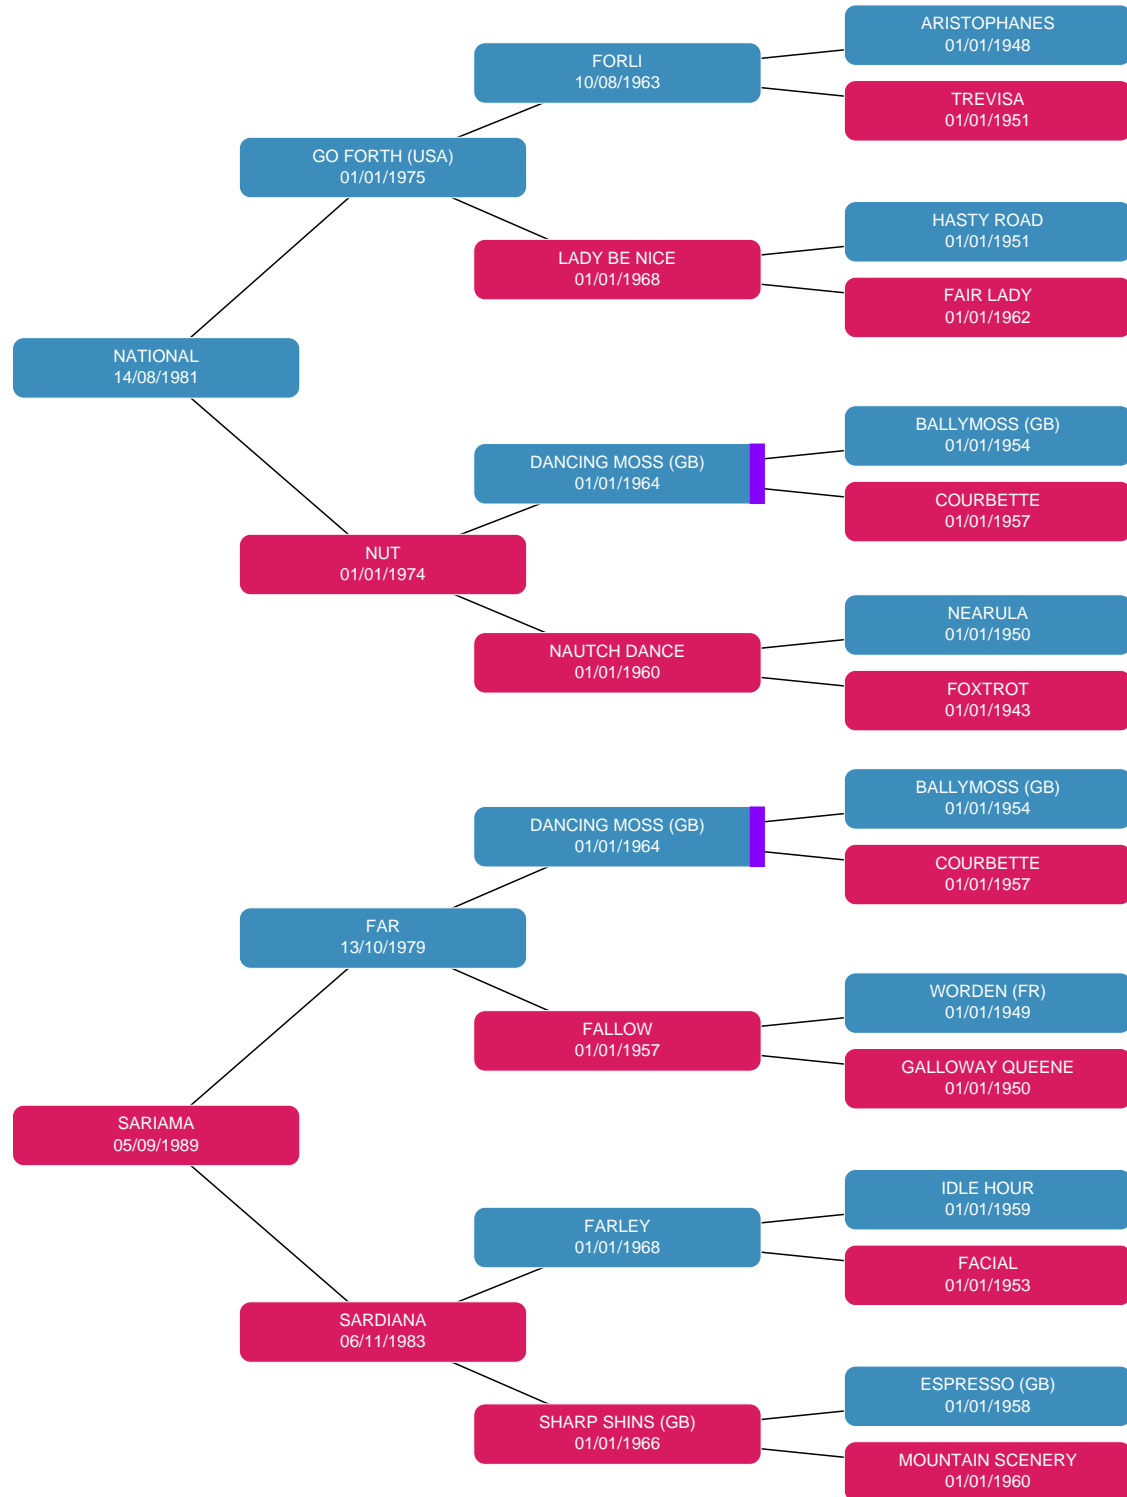 ARISTOPHANES
01/01/1948
FORLI
10/08/1963
TREVISA
01/01/1951
GO FORTH (USA)
01/01/1975
HASTY ROAD
01/01/1951
LADY BE NICE
01/01/1968
FAIR LADY
01/01/1962
NATIONAL
14/08/1981
BALLYMOSS (GB)
01/01/1954
DANCING MOSS (GB)
01/01/1964
COURBETTE
01/01/1957
NUT
01/01/1974
NEARULA
01/01/1950
NAUTCH DANCE
01/01/1960
FOXTROT
01/01/1943
BALLYMOSS (GB)
01/01/1954
DANCING MOSS (GB)
01/01/1964
COURBETTE
01/01/1957
FAR
13/10/1979
WORDEN (FR)
01/01/1949
FALLOW
01/01/1957
GALLOWAY QUEENE
01/01/1950
SARIAMA
05/09/1989
IDLE HOUR
01/01/1959
FARLEY
01/01/1968
FACIAL
01/01/1953
SARDIANA
06/11/1983
ESPRESSO (GB)
01/01/1958
SHARP SHINS (GB)
01/01/1966
MOUNTAIN SCENERY
01/01/1960